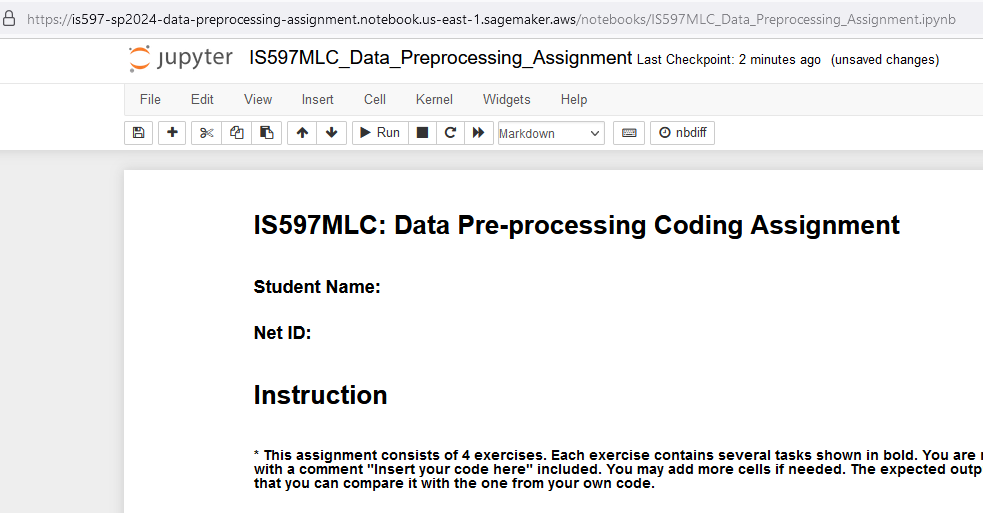 https://is597-sp2024-data-preprocessing-assignment.notebook.us-east-1.sagemaker.aws/notebooks/IS597MLC_Data_Preprocessing_Assignment.ipynb
jupyter IS597MLC_Data_Preprocessing_Assignment Last Checkpoint: 2 minutes ago (unsaved changes)
File Edit View Insert Cell Kernel Widgets Help
Run Markdown nbdiff
IS597MLC: Data Pre-processing Coding Assignment
Student Name:
Net ID:
Instruction
* This assignment consists of 4 exercises. Each exercise contains several tasks shown in bold. You are
with a comment "Insert your code here" included. You may add more cells if needed. The expected
that you can compare it with the one from your own code.